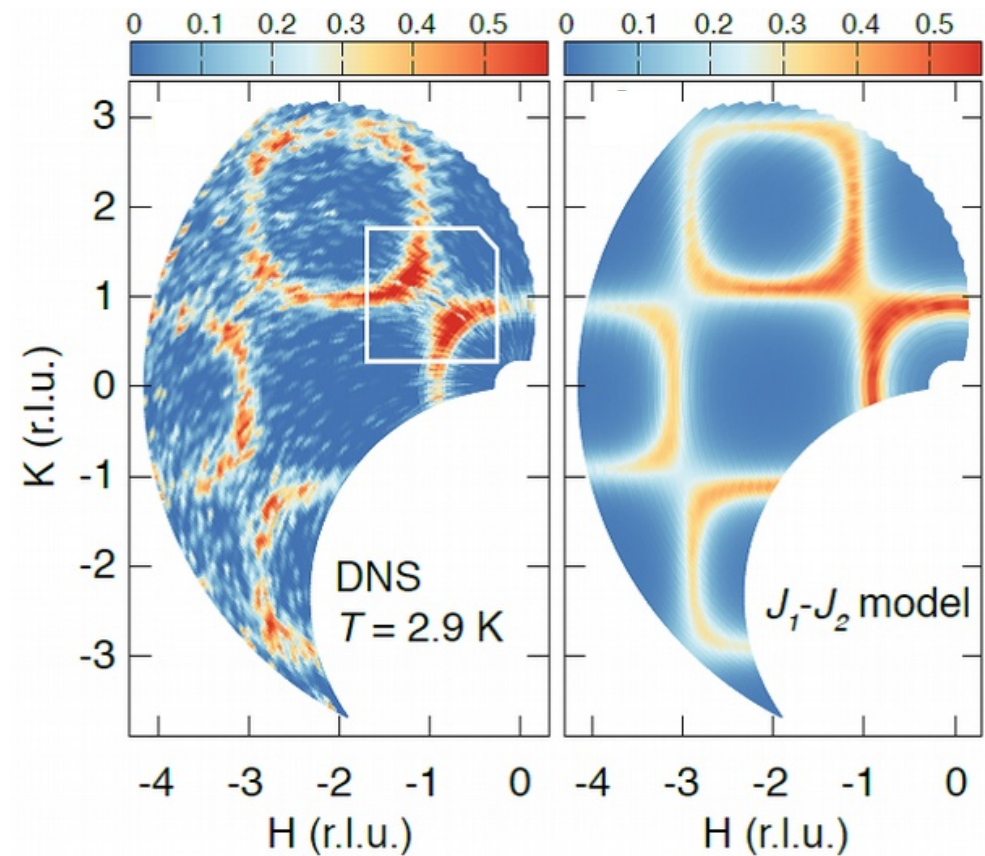 0 0.1 0.2 0.3 0.4 0.5 0 0.1 0.2 0.3 0.4 0.5
3
2
1
0
-1
-2
-3
K (r.l.u.)
DNS
T = 2.9 K
J1-J2 model
-4 -3 -2 -1 0 -4 -3 -2 -1 0
H (r.l.u.) H (r.l.u.)